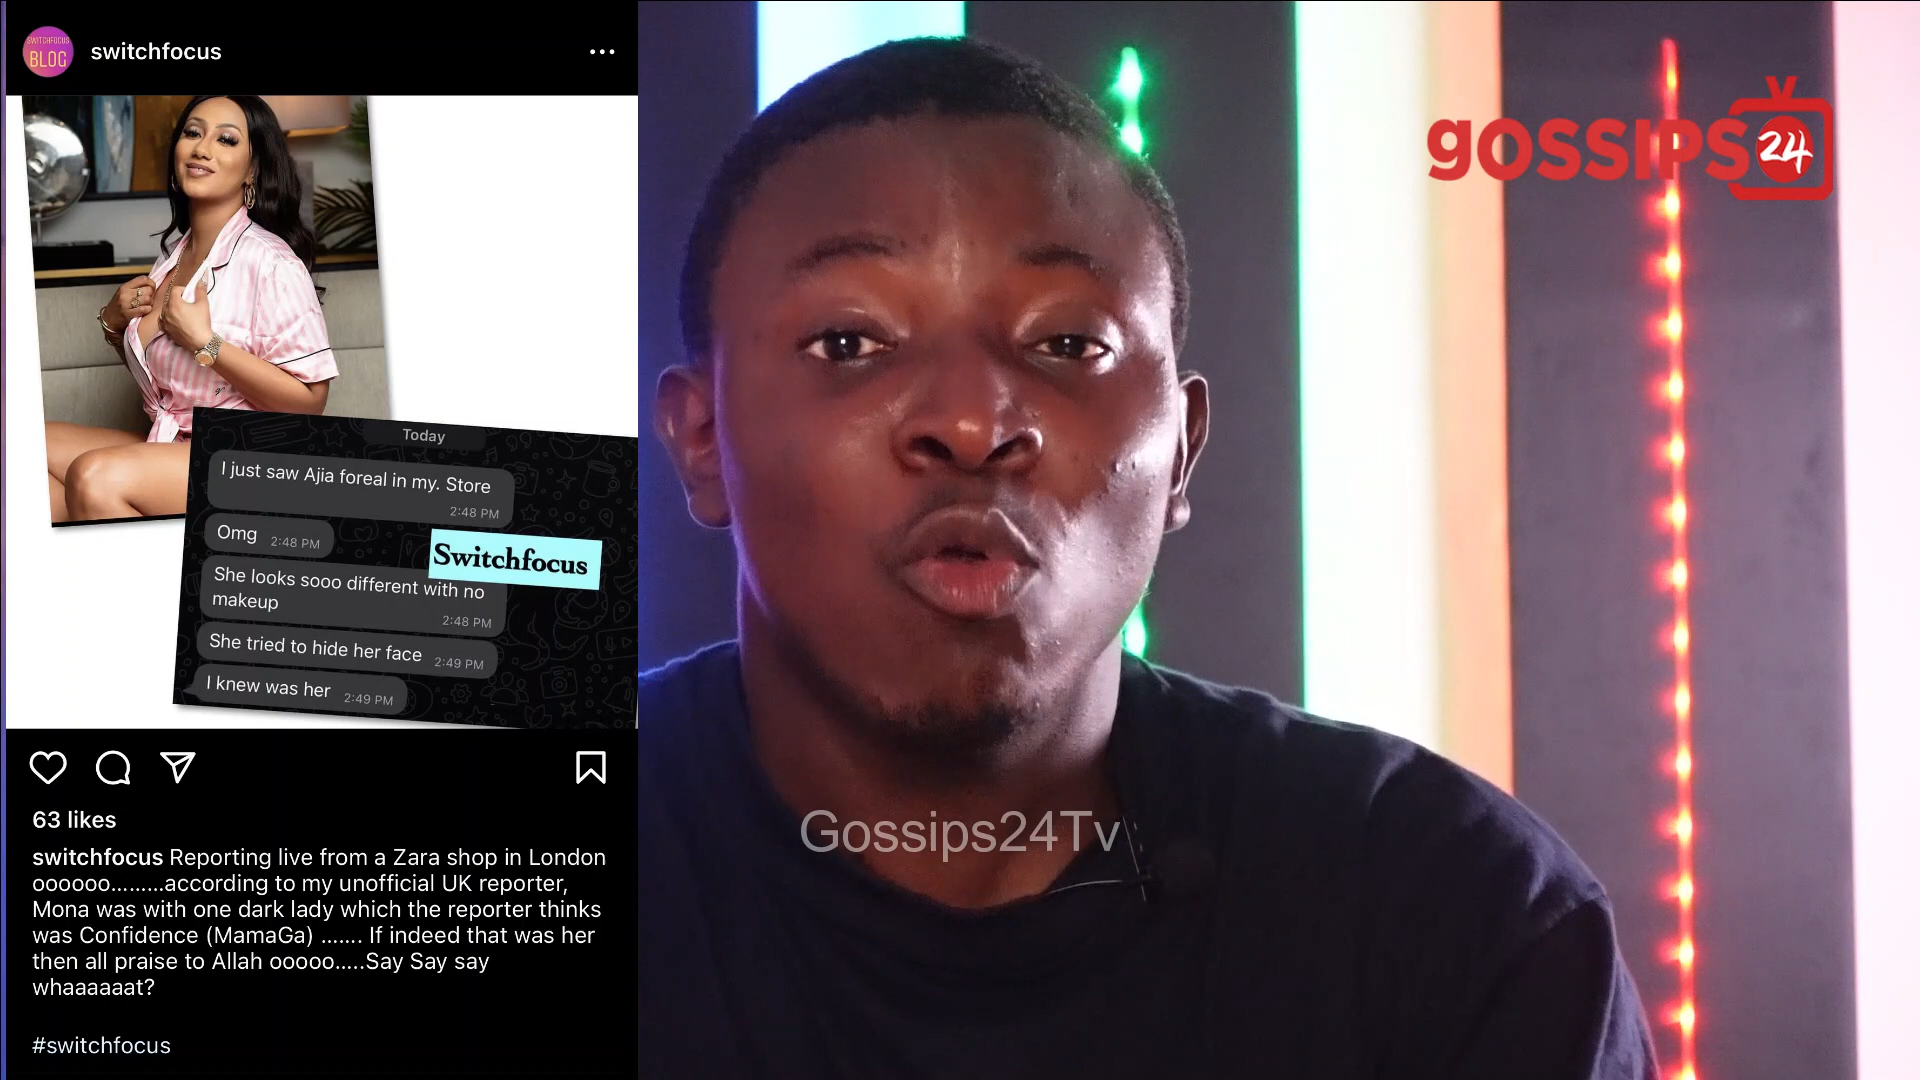 SWITCHFOCUS
BLOG
switchfocus
Today
I just saw Ajia foreal in my. Store
2:48 PM
Omg 2:48 PM
Switchfocus
She looks sooo different with no
makeup
2:48 PM
She tried to hide her face 2:49 PM
I knew was her 2:49 PM
63 likes
switchfocus Reporting live from a Zara shop in London
oooooo.........according to my unofficial UK reporter,
Mona was with one dark lady which the reporter thinks
was Confidence (MamaGa) ....... If indeed that was her
then all praise to Allah ooooo.....Say Say say
whaaaaaat?
#switchfocus
gOSSIPS 24
Gossips24Tv